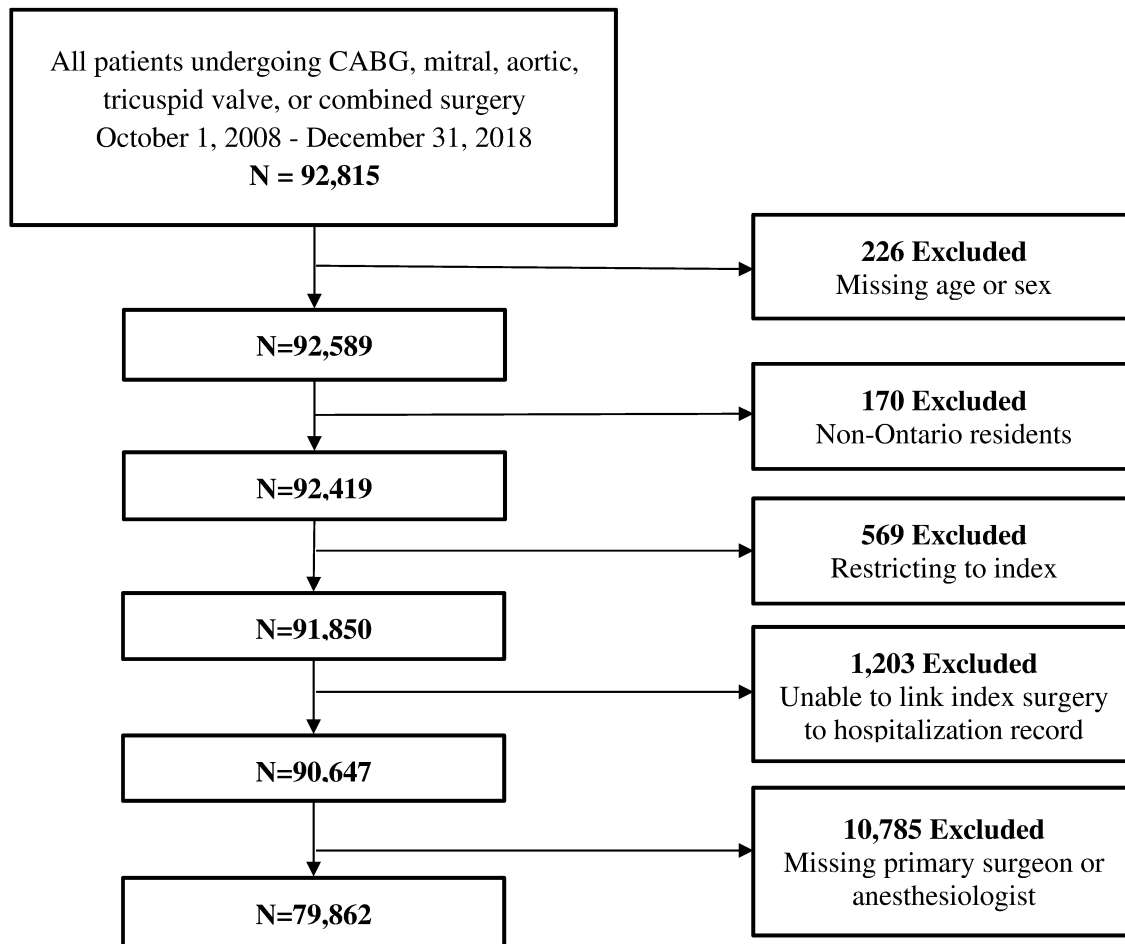 All patients undergoing CABG, mitral, aortic,
tricuspid valve, or combined surgery
October 1, 2008 - December 31, 2018
N = 92,815
226 Excluded
Missing age or sex
N=92,589
170 Excluded
Non-Ontario residents
N=92,419
569 Excluded
Restricting to index
N=91,850
1,203 Excluded
Unable to link index surgery
to hospitalization record
N=90,647
10,785 Excluded
Missing primary surgeon or
anesthesiologist
N=79,862